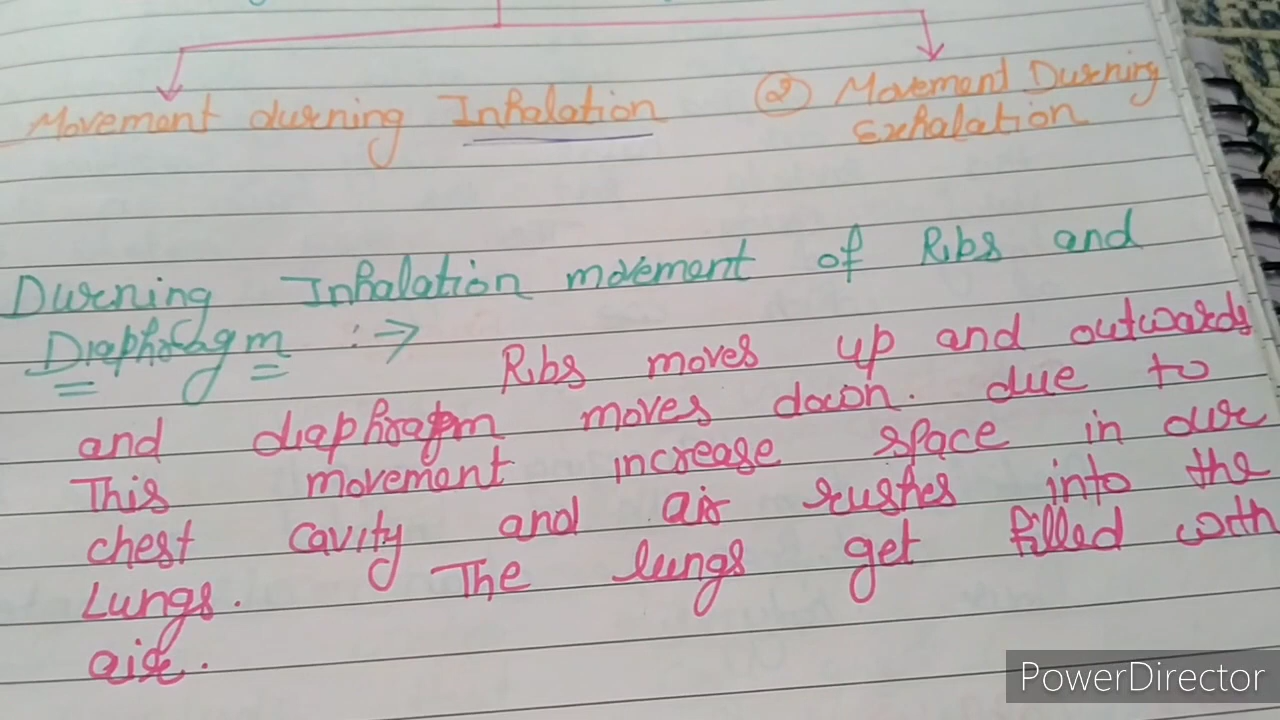 Movement durning Inhalation
② Movement Durning
Exhalation
Durning Inhalation movement of Ribs and
Diaphragm :⇒
Ribs moves up and outwards
and diaphragm moves down. due to
This movement increase space in our
chest cavity and air rushes into the
Lungs. The lungs get filled with
air.
PowerDirector